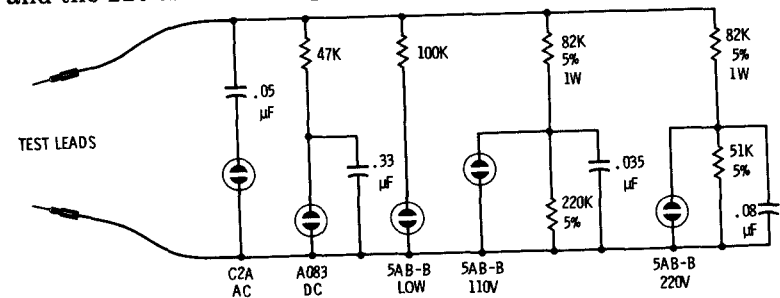 and the
47K
100K
82K
5%
1W
82K
5%
1W
.05
μF
TEST LEADS
.33
μF
.035
μF
220K
5%
51K
5%
.08
μF
C2A
AC
A083
DC
5AB-B
LOW
5AB-B
110V
5AB-B
220V